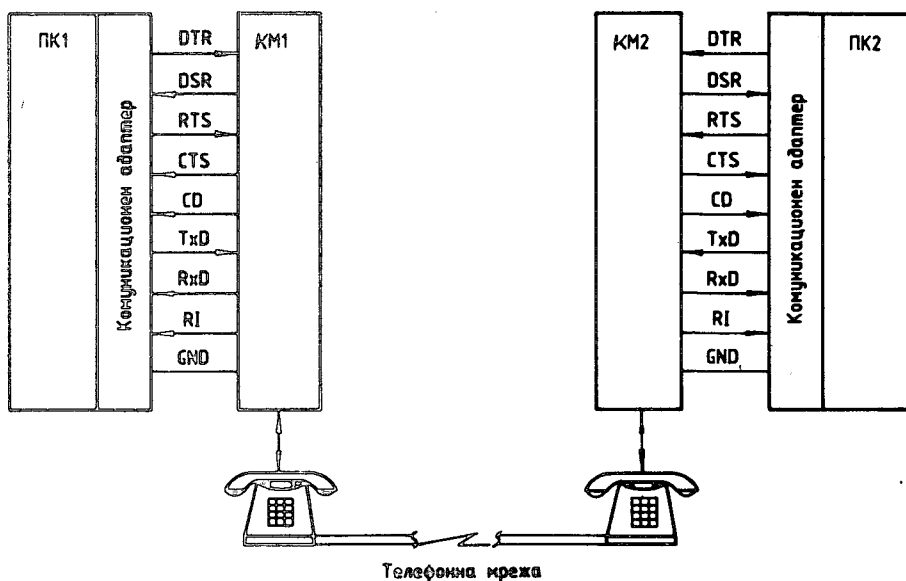 ПК1
Комуникационен адаптер
DTR
DSR
RTS
CTS
CD
TxD
RxD
RI
GND
КМ1
КМ2
DTR
DSR
RTS
CTS
CD
TxD
RxD
RI
GND
Комуникационен адаптер
ПК2
Телефонна мрежа